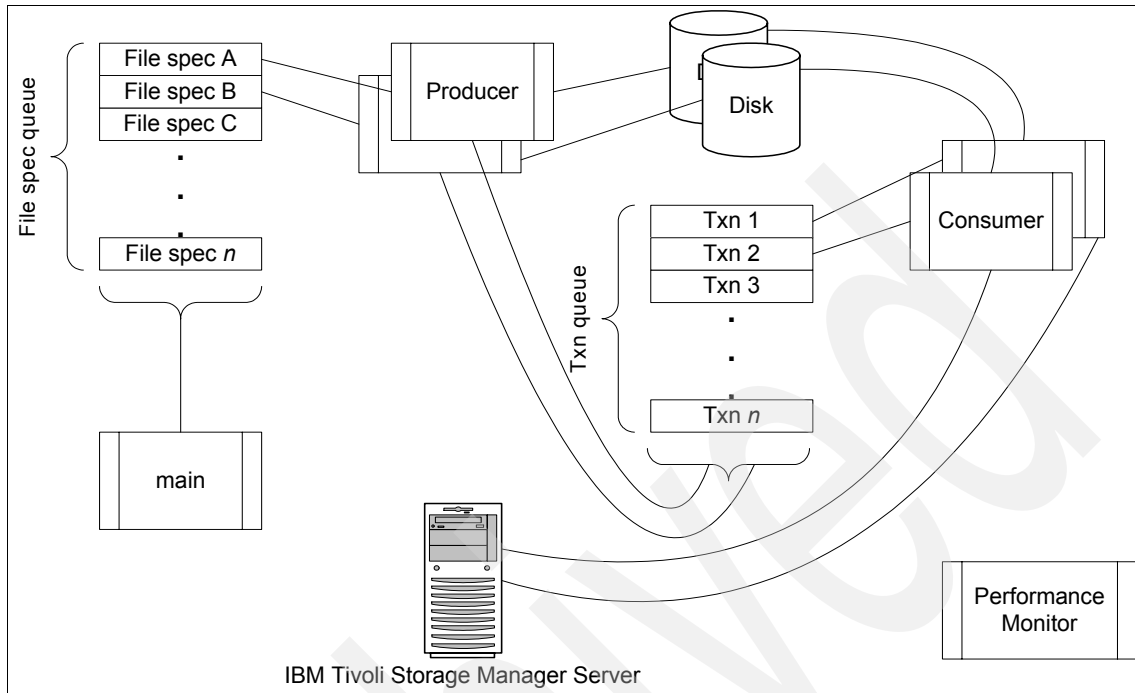 File spec queue
File spec A
File spec B
File spec C
.
.
.
File spec n
main
Producer
Disk
Txn queue
Txn 1
Txn 2
Txn 3
.
.
.
Txn n
Consumer
IBM Tivoli Storage Manager Server
Performance
Monitor